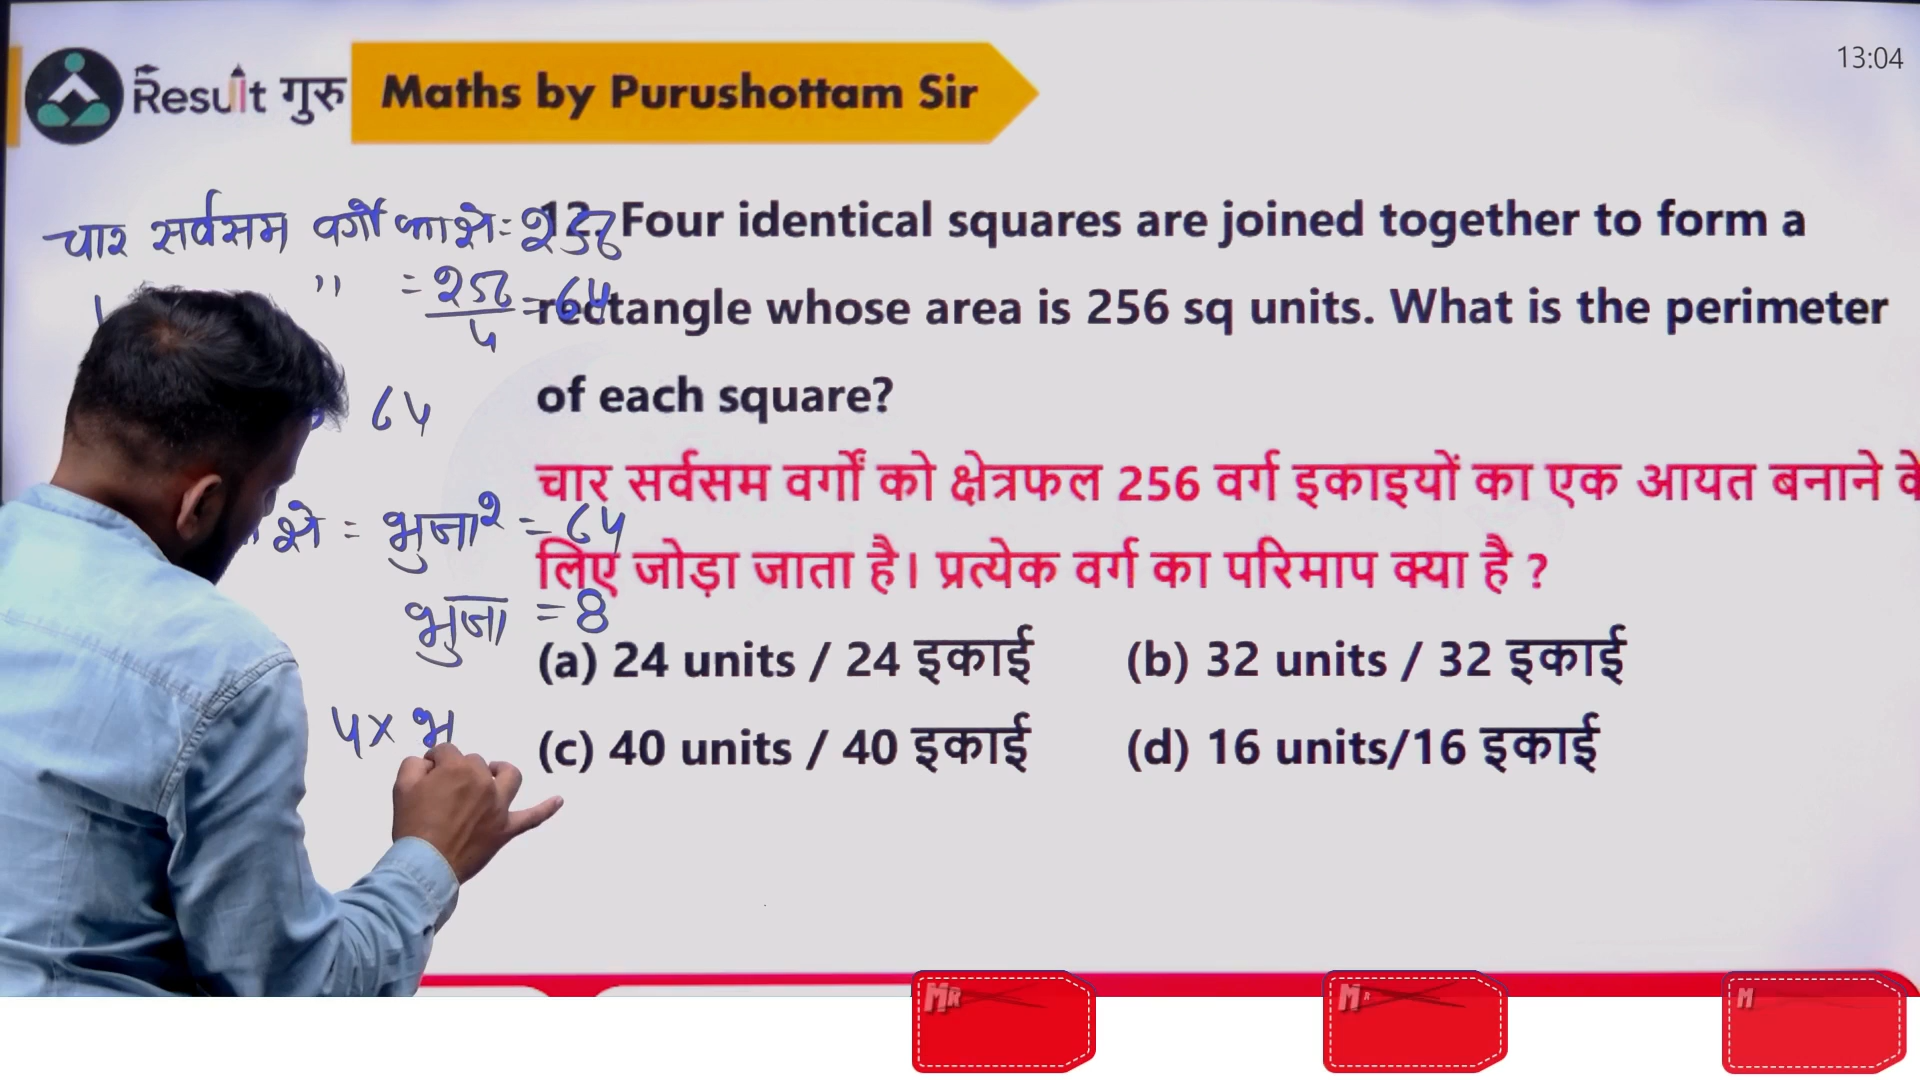 Result गुरु
Maths by Purushottam Sir
13:04
12. Four identical squares are joined together to form a
rectangle whose area is 256 sq units. What is the perimeter
of each square?
चार सर्वसम वर्गों को क्षेत्रफल 256 वर्ग इकाइयों का एक आयत बनाने के
लिए जोड़ा जाता है। प्रत्येक वर्ग का परिमाप क्या है ?
(a) 24 units / 24 इकाई
(b) 32 units / 32 इकाई
(c) 40 units / 40 इकाई
(d) 16 units/16 इकाई
चार सर्वसम वर्गों का क्षे = 256
" = 256/4 = 64
64
क्षे = भुजा² = 64
भुजा = 8
4 × भु
MR
MR
M